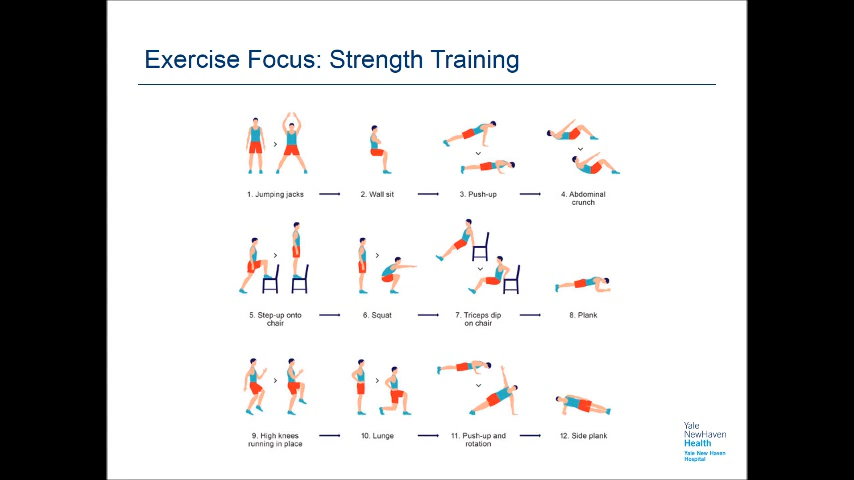 Exercise Focus: Strength Training
1. Jumping jacks
2. Wall sit
3. Push-up
4. Abdominal
crunch
5. Step-up onto
chair
6. Squat
7. Triceps dip
on chair
8. Plank
9. High knees
running in place
10. Lunge
11. Push-up and
rotation
12. Side plank
Yale
NewHaven
Health
Yale New Haven
Hospital